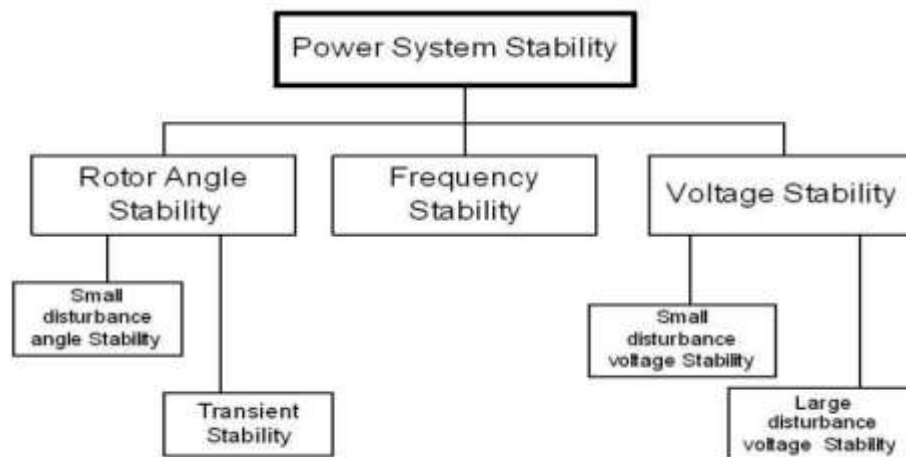 Power System Stability
Rotor Angle
Stability
Frequency
Stability
Voltage Stability
Small
disturbance
angle Stability
Small
disturbance
voltage Stability
Transient
Stability
Large
disturbance
voltage Stability